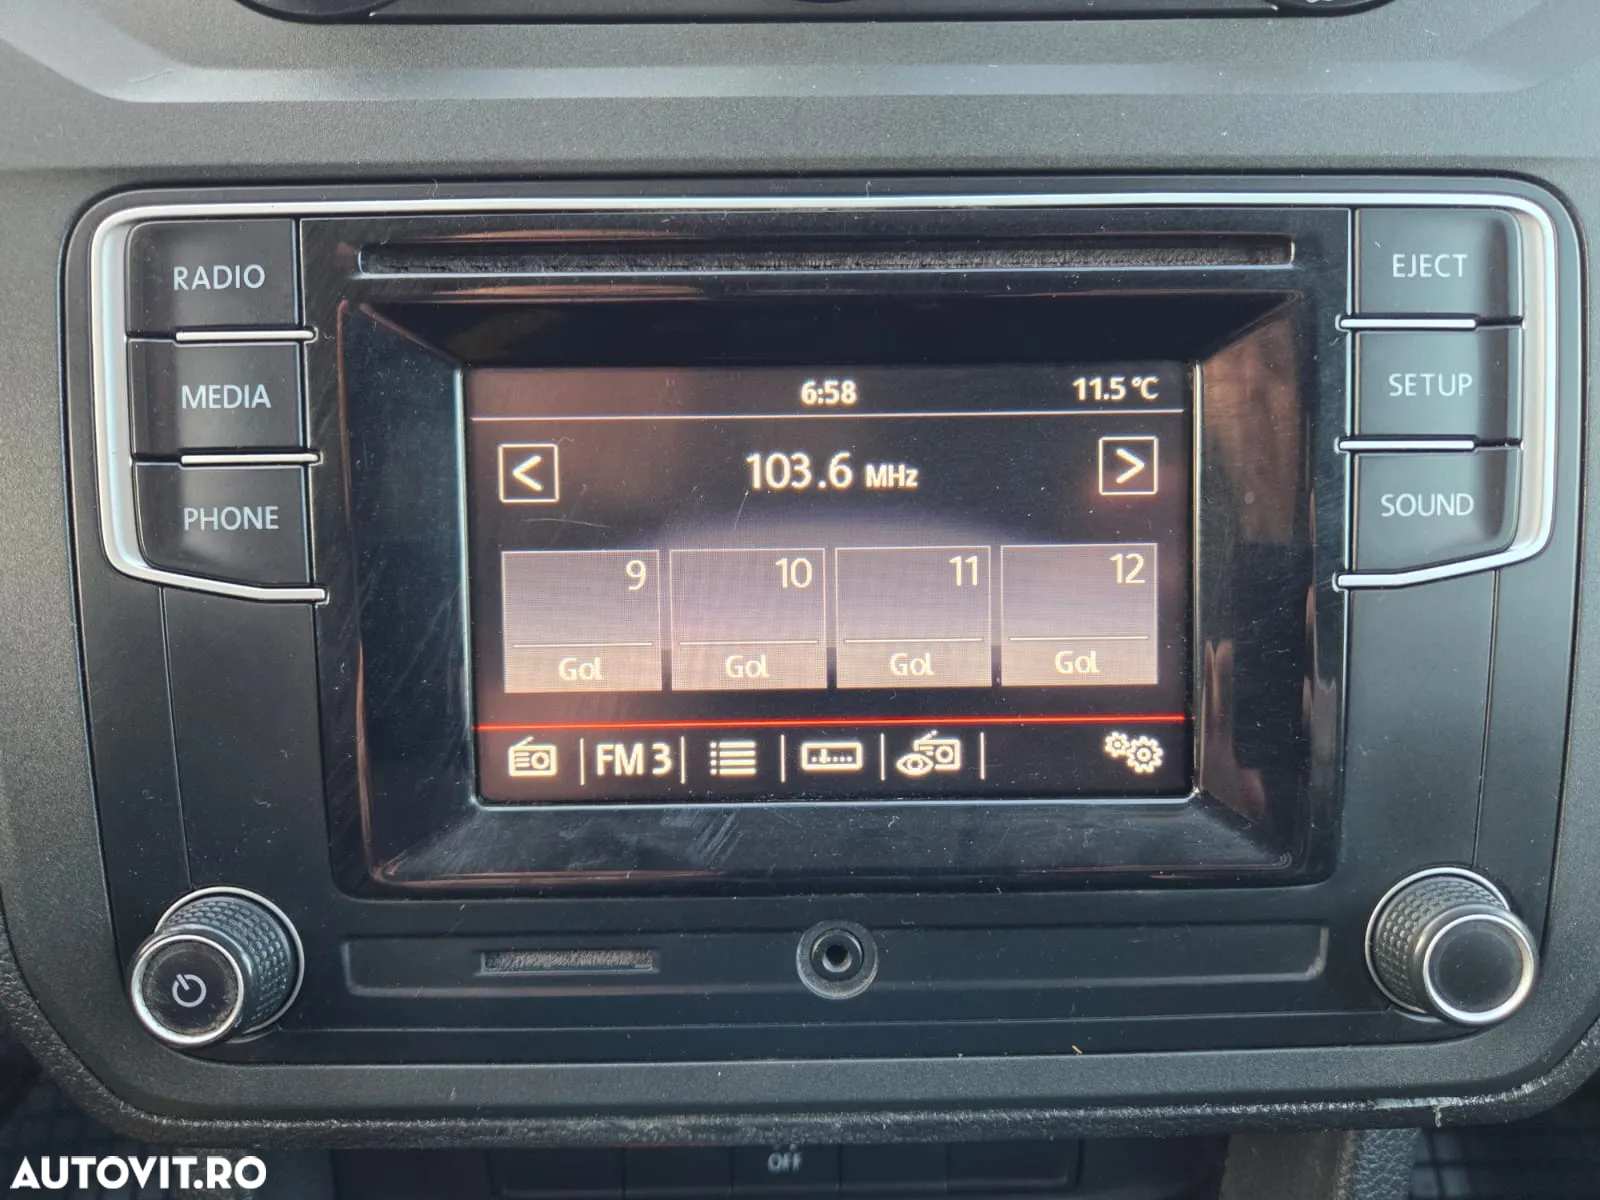 RADIO
MEDIA
PHONE
EJECT
SETUP
SOUND
6:58 11.5 °C
<
103.6 MHz
>
9 10 11 12
Gol Gol Gol Gol
FM 3
OFF
AUTOVIT.RO